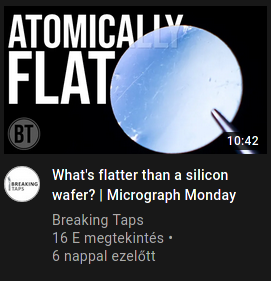 ATOMICALLY
FLAT
BT
10:42
BREAKING
TAPS
What's flatter than a silicon
wafer? | Micrograph Monday
Breaking Taps
16 E megtekintés •
6 nappal ezelőtt